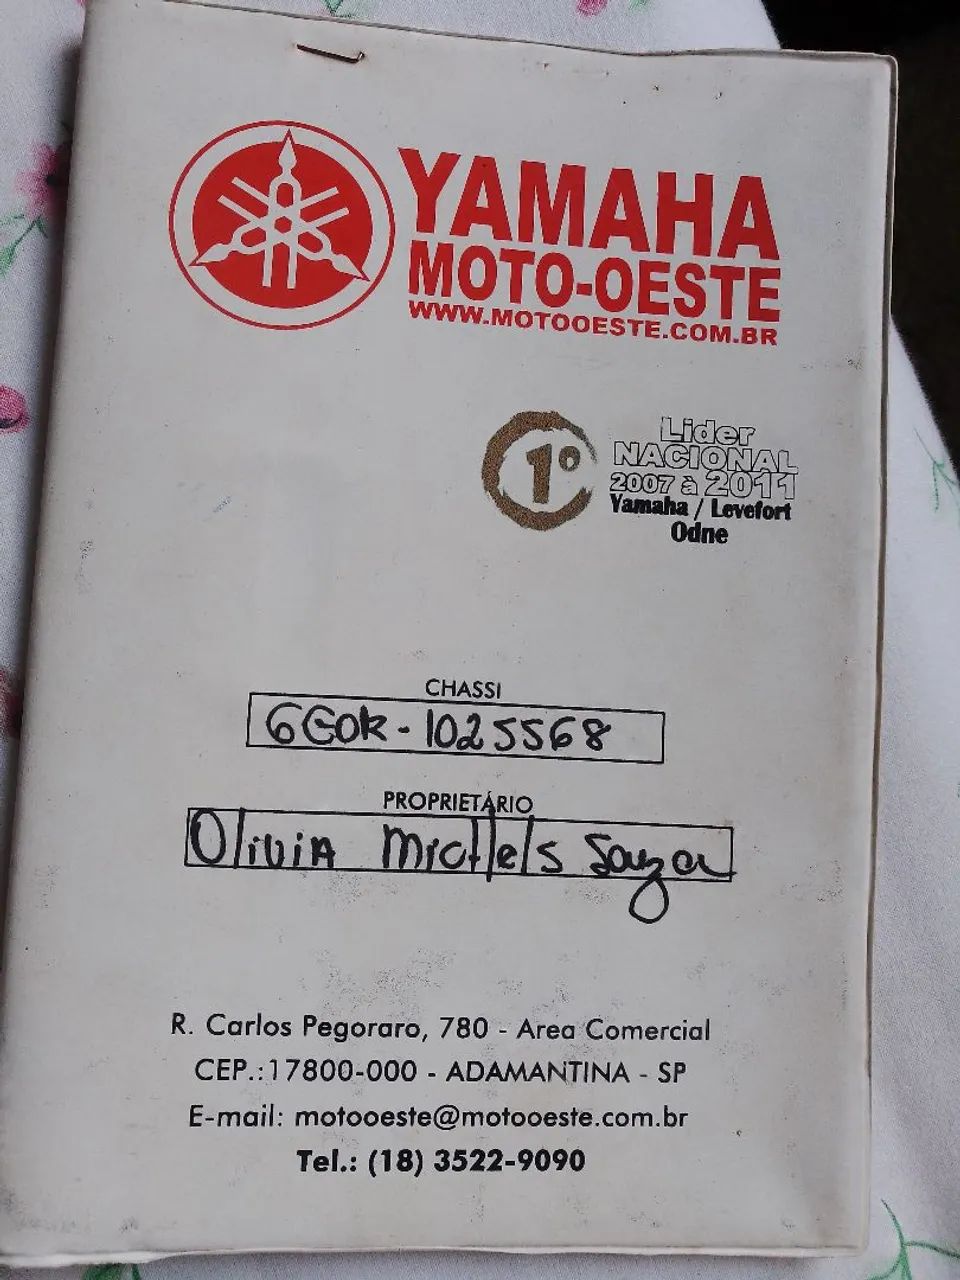 YAMAHA
MOTO-OESTE
WWW.MOTOOESTE.COM.BR
1º
Lider
NACIONAL
2007 à 2011
Yamaha / Levefort
Odne
CHASSI
6E0K-1025568
PROPRIETÁRIO
Olivia Michels Souza
R. Carlos Pegoraro, 780 - Area Comercial
CEP.:17800-000 - ADAMANTINA - SP
E-mail: motooeste@motooeste.com.br
Tel.: (18) 3522-9090